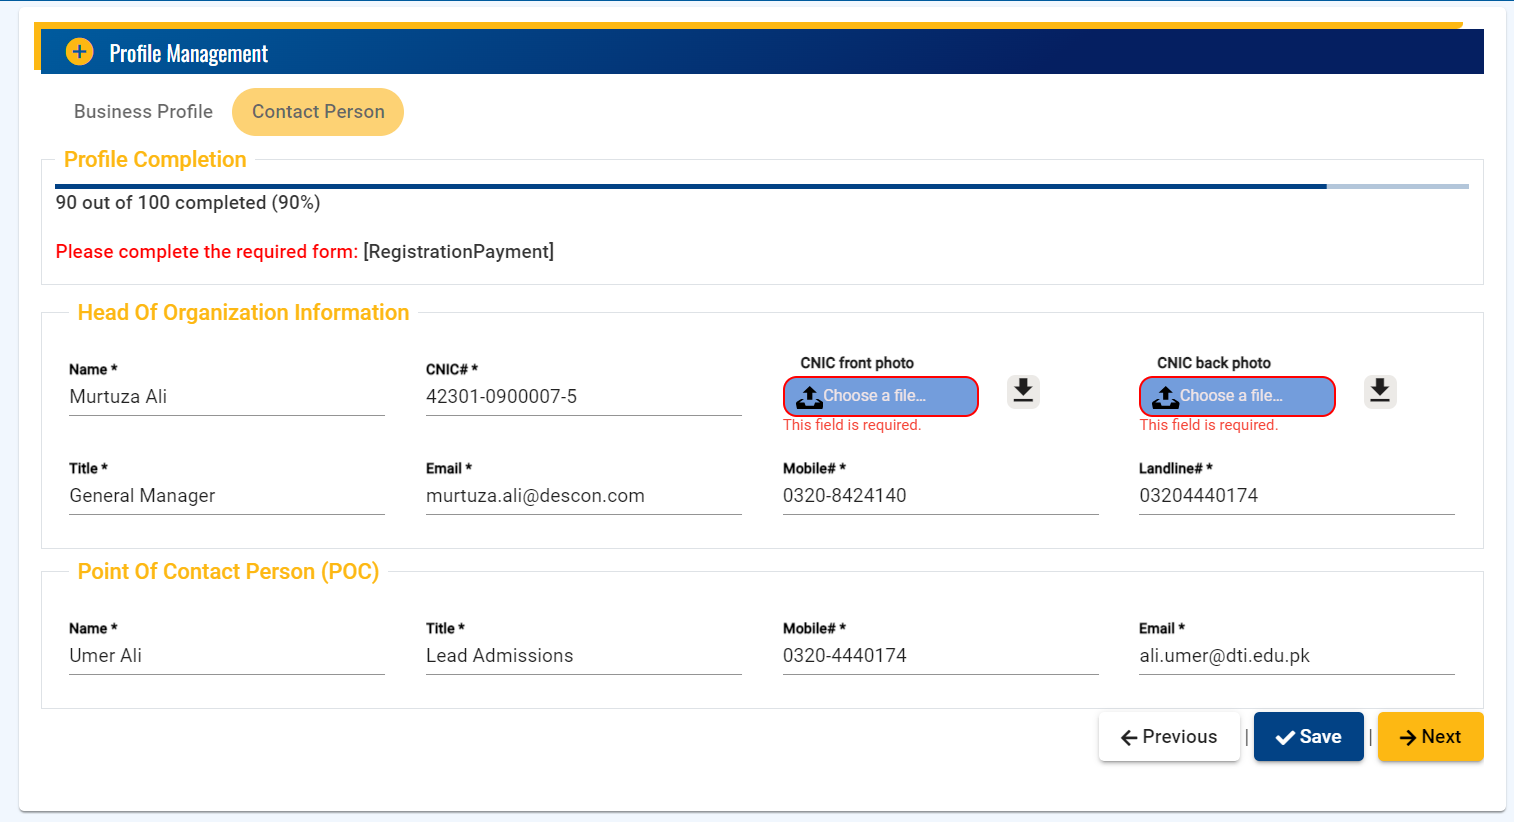 Profile Management
Business Profile Contact Person
Profile Completion
90 out of 100 completed (90%)
Please complete the required form: [RegistrationPayment]
Head Of Organization Information
Name * CNIC# * CNIC front photo CNIC back photo
Murtuza Ali 42301-0900007-5 Choose a file... Choose a file...
This field is required. This field is required.
Title * Email * Mobile# * Landline# *
General Manager murtuza.ali@descon.com 0320-8424140 03204440174
Point Of Contact Person (POC)
Name * Title * Mobile# * Email *
Umer Ali Lead Admissions 0320-4440174 ali.umer@dti.edu.pk
Previous | Save | Next